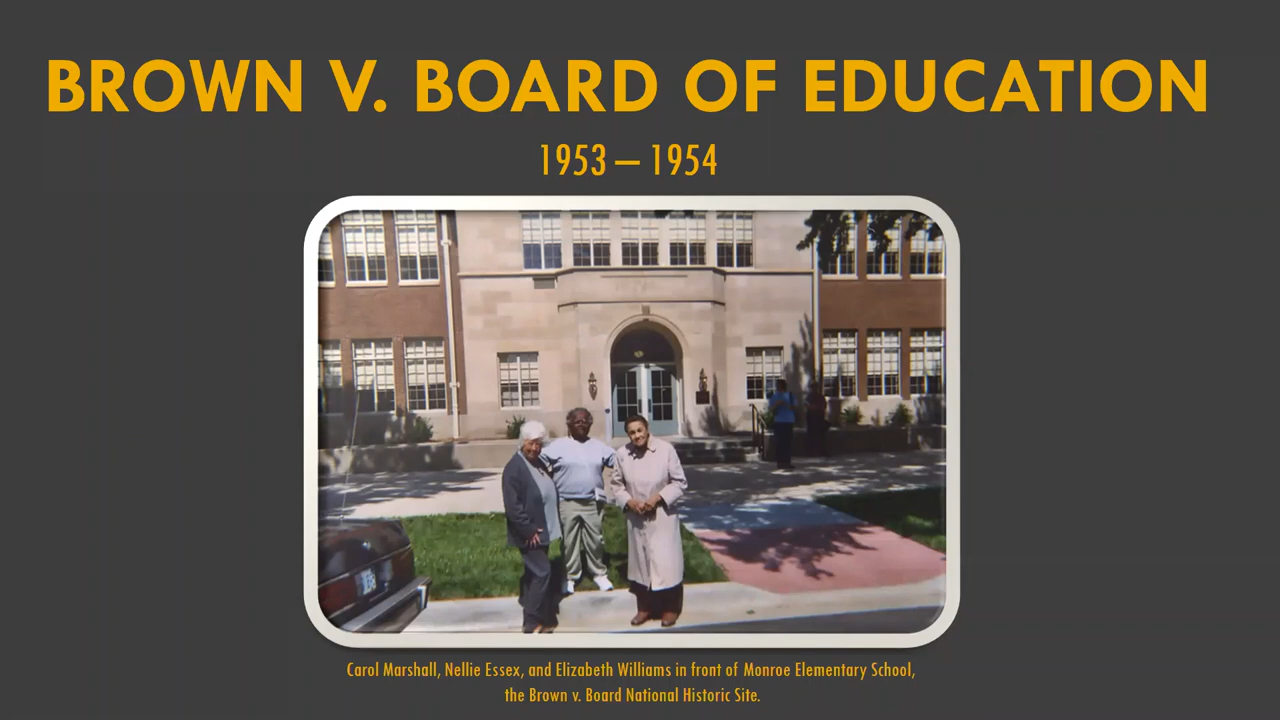 BROWN V. BOARD OF EDUCATION
1953 – 1954
Carol Marshall, Nellie Essex, and Elizabeth Williams in front of Monroe Elementary School,
the Brown v. Board National Historic Site.